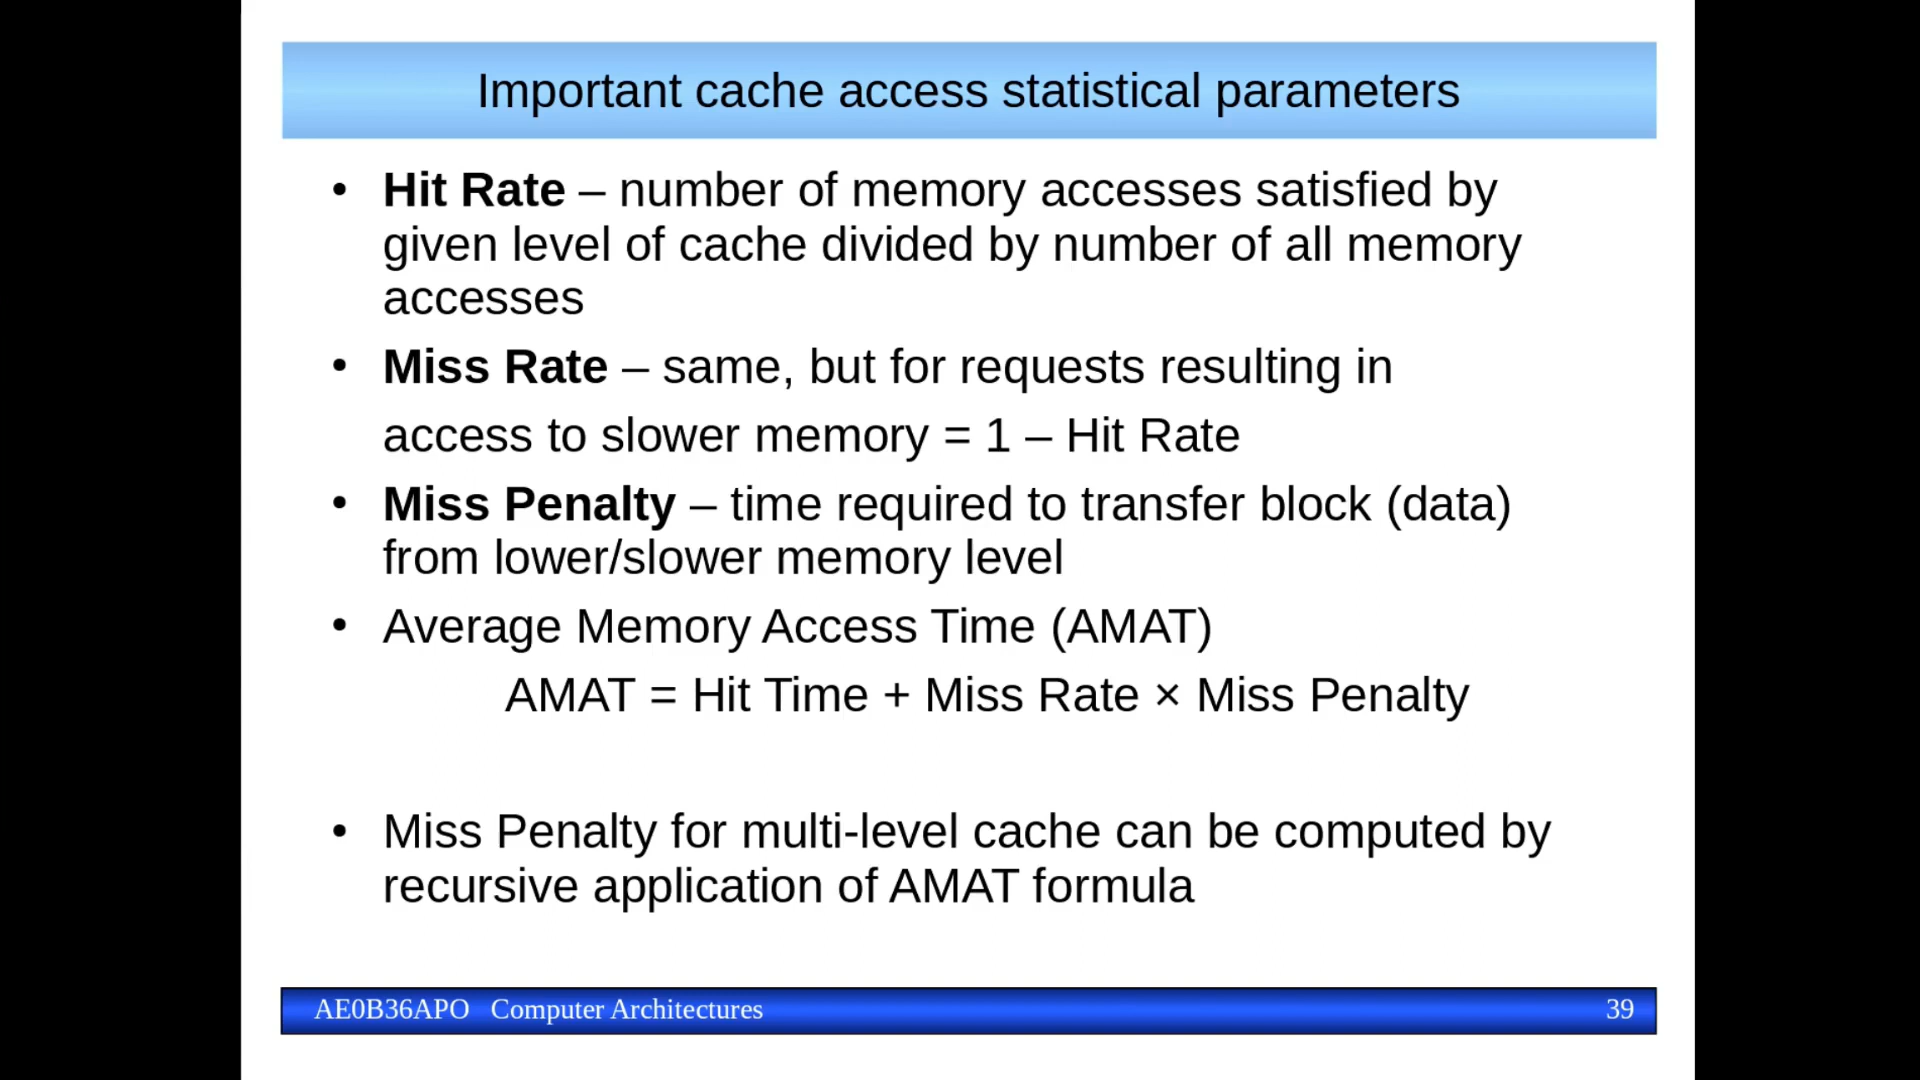 Important cache access statistical parameters
• Hit Rate – number of memory accesses satisfied by
given level of cache divided by number of all memory
accesses
• Miss Rate – same, but for requests resulting in
access to slower memory = 1 – Hit Rate
• Miss Penalty – time required to transfer block (data)
from lower/slower memory level
• Average Memory Access Time (AMAT)
AMAT = Hit Time + Miss Rate × Miss Penalty
• Miss Penalty for multi-level cache can be computed by
recursive application of AMAT formula
AE0B36APO Computer Architectures 39